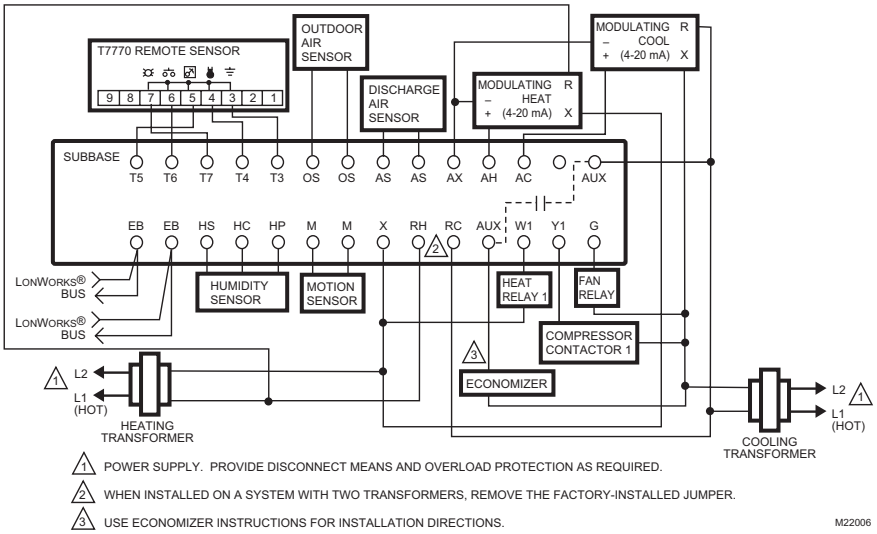 OUTDOOR
AIR
SENSOR
T7770 REMOTE SENSOR
9 8 7 6 5 4 3 2 1
DISCHARGE
AIR
SENSOR
MODULATING R
– HEAT
+ (4-20 mA) X
MODULATING R
– COOL
+ (4-20 mA) X
SUBBASE
T5 T6 T7 T4 T3 OS OS AS AS AX AH AC AUX
EB EB HS HC HP M M X RH RC AUX W1 Y1 G
2
LONWORKS®
BUS
LONWORKS®
BUS
HUMIDITY
SENSOR
MOTION
SENSOR
HEAT
RELAY 1
FAN
RELAY
COMPRESSOR
CONTACTOR 1
3
ECONOMIZER
1
L2
L1
(HOT)
HEATING
TRANSFORMER
L2
1
L1
(HOT)
COOLING
TRANSFORMER
1 POWER SUPPLY. PROVIDE DISCONNECT MEANS AND OVERLOAD PROTECTION AS REQUIRED.
2 WHEN INSTALLED ON A SYSTEM WITH TWO TRANSFORMERS, REMOVE THE FACTORY-INSTALLED JUMPER.
3 USE ECONOMIZER INSTRUCTIONS FOR INSTALLATION DIRECTIONS.
M22006